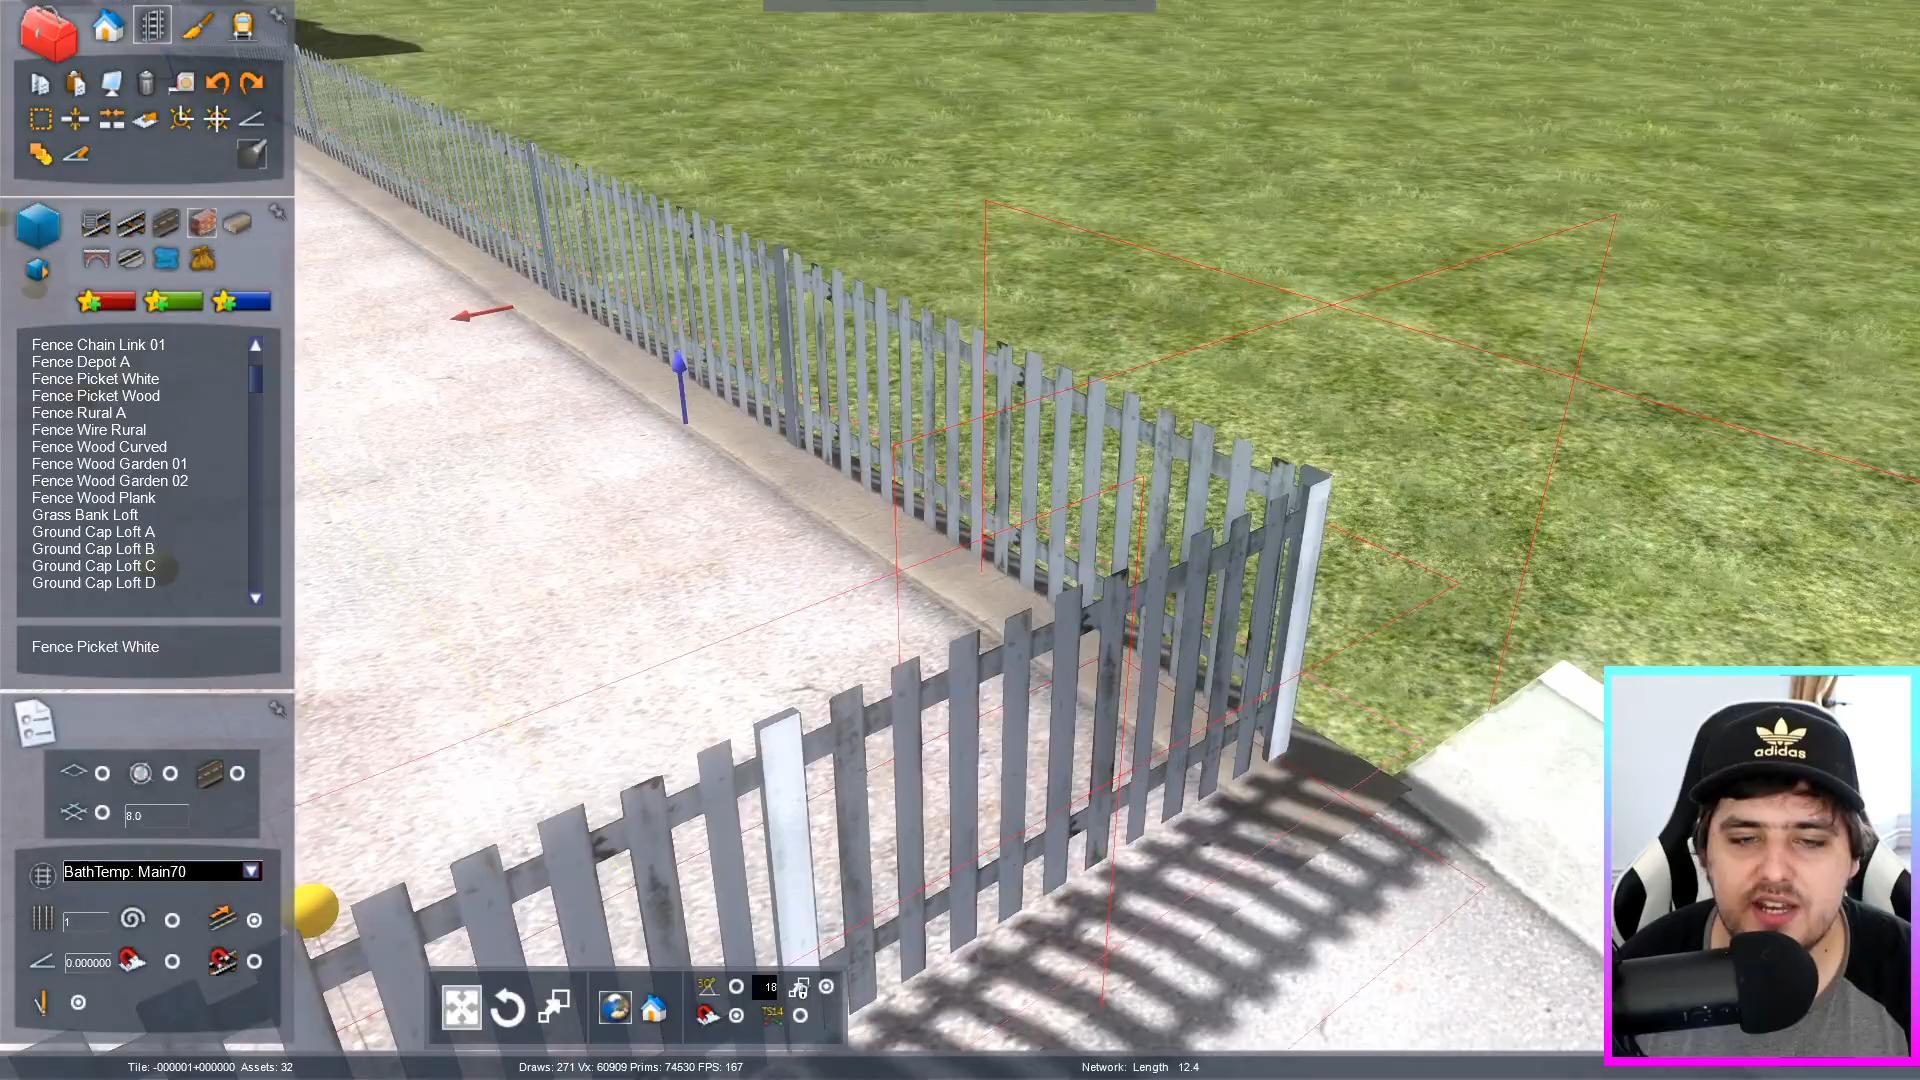 Fence Chain Link 01
Fence Depot A
Fence Picket White
Fence Picket Wood
Fence Rural A
Fence Wire Rural
Fence Wood Curved
Fence Wood Garden 01
Fence Wood Garden 02
Fence Wood Plank
Grass Bank Loft
Ground Cap Loft A
Ground Cap Loft B
Ground Cap Loft C
Ground Cap Loft D
Fence Picket White
8.0
BathTemp: Main70
1
0.000000
30°
18
TS14
adidas
Tile: -000001+000000 Assets: 32
Draws: 271 Vx: 60909 Prims: 74530 FPS: 167
Network: Length 12.4